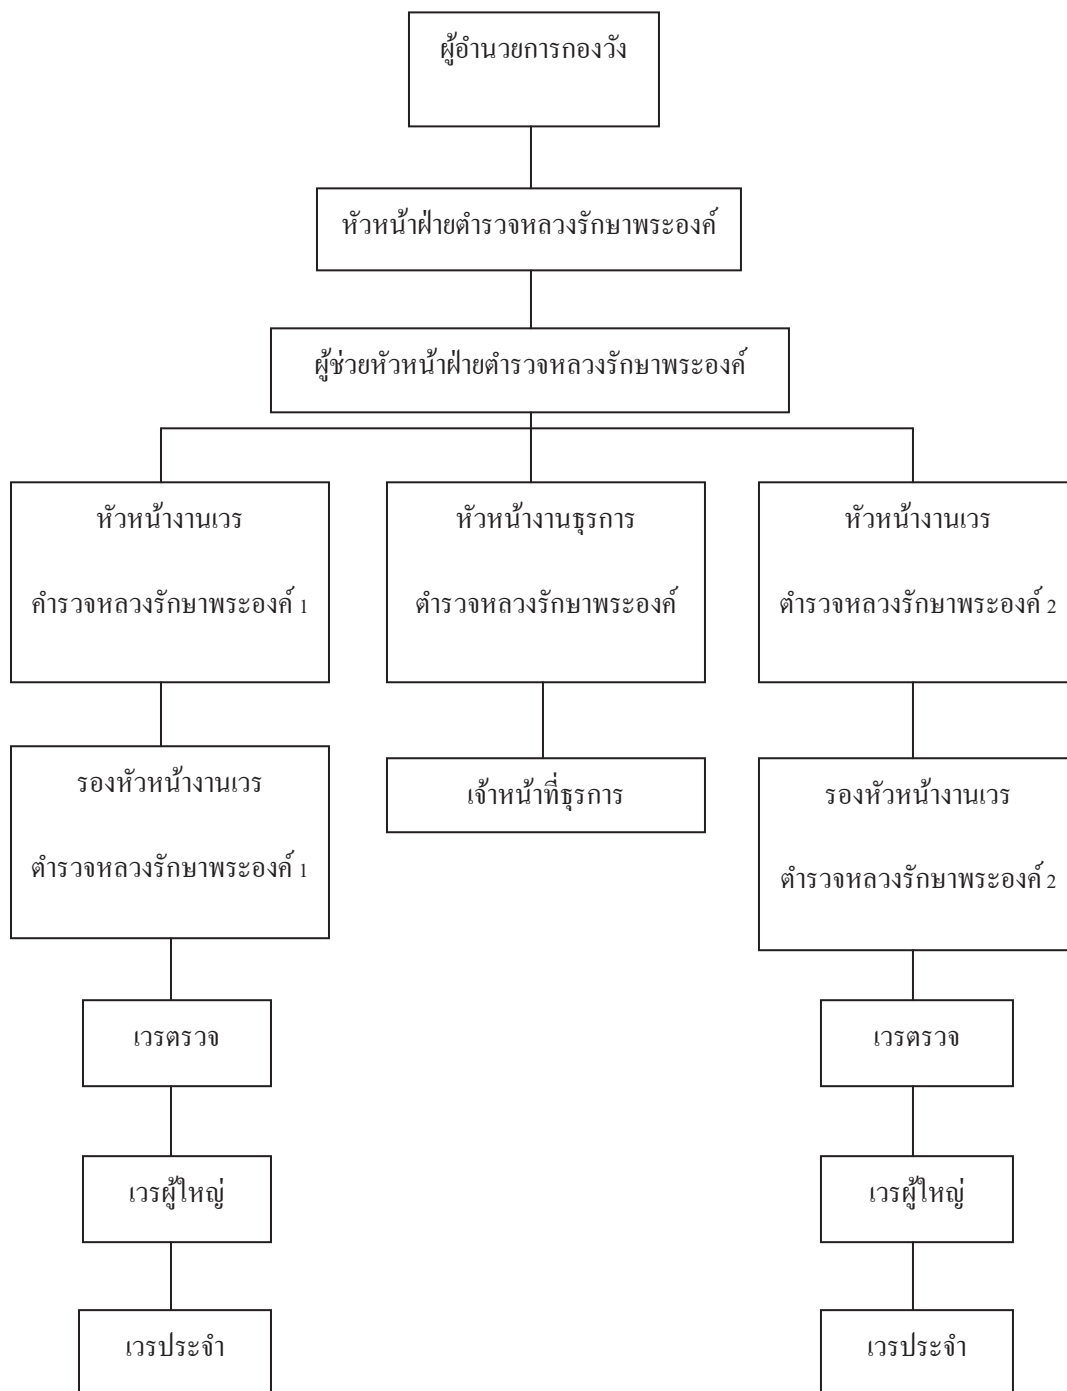 ผู้อำนวยการกองวัง
หัวหน้าฝ่ายตำรวจหลวงรักษาพระองค์
ผู้ช่วยหัวหน้าฝ่ายตำรวจหลวงรักษาพระองค์
หัวหน้างานเวร
คำรวจหลวงรักษาพระองค์ 1
หัวหน้างานธุรการ
ตำรวจหลวงรักษาพระองค์
หัวหน้างานเวร
ตำรวจหลวงรักษาพระองค์ 2
รองหัวหน้างานเวร
ตำรวจหลวงรักษาพระองค์ 1
เจ้าหน้าที่ธุรการ
รองหัวหน้างานเวร
ตำรวจหลวงรักษาพระองค์ 2
เวรตรวจ
เวรตรวจ
เวรผู้ใหญ่
เวรผู้ใหญ่
เวรประจำ
เวรประจำ